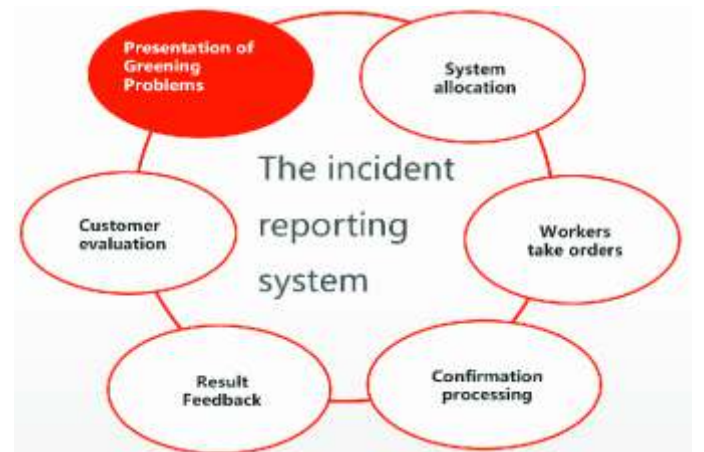 Presentation of
Greening
Problems
System
allocation
Workers
take orders
Confirmation
processing
Result
Feedback
Customer
evaluation
The incident
reporting
system